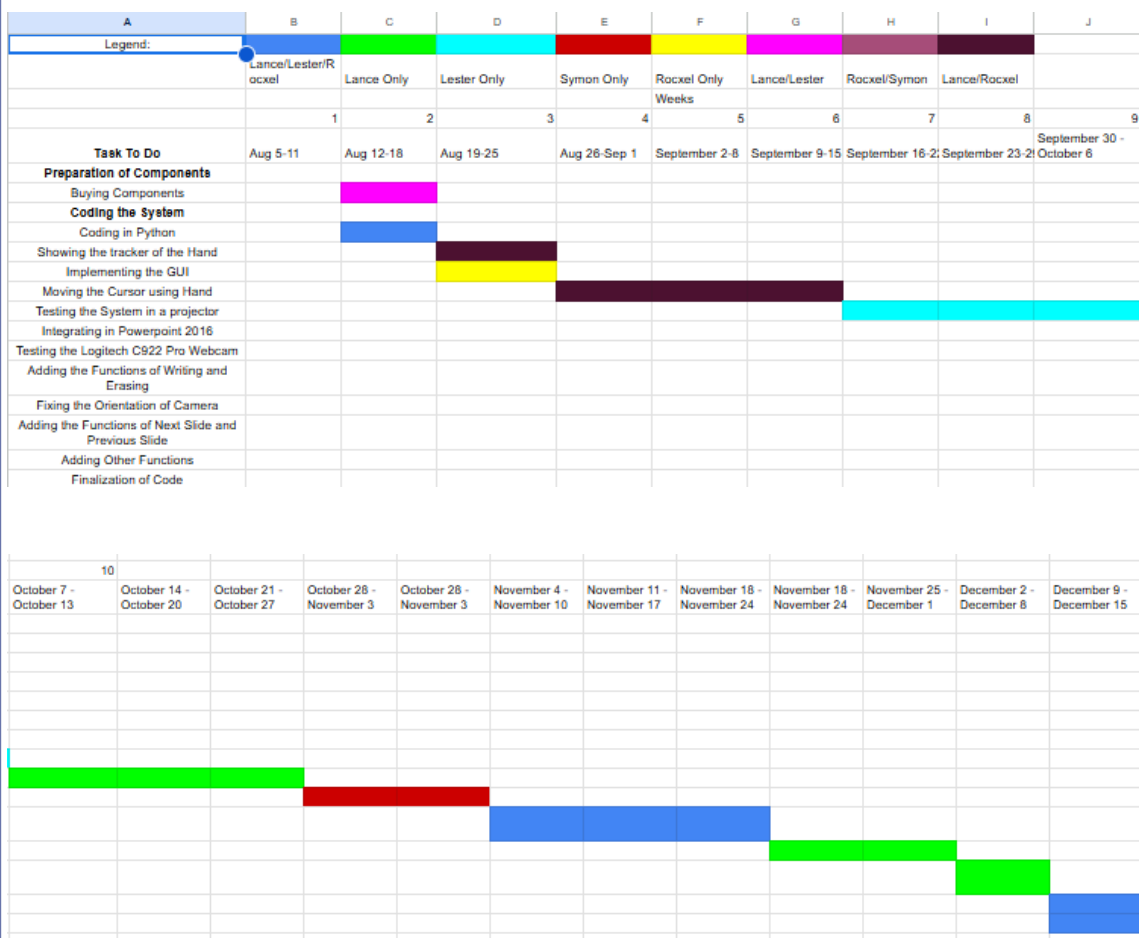 A B C D E F G H I J
Legend:
Lance/Lester/R
ocxel Lance Only Lester Only Symon Only Rocxel Only Lance/Lester Rocxel/Symon Lance/Rocxel
Weeks
1 2 3 4 5 6 7 8 9
Task To Do Aug 5-11 Aug 12-18 Aug 19-25 Aug 26-Sep 1 September 2-8 September 9-15 September 16-22 September 23-29 September 30 -
October 6
Preparation of Components
Buying Components
Coding the System
Coding in Python
Showing the tracker of the Hand
Implementing the GUI
Moving the Cursor using Hand
Testing the System in a projector
Integrating in Powerpoint 2016
Testing the Logitech C922 Pro Webcam
Adding the Functions of Writing and
Erasing
Fixing the Orientation of Camera
Adding the Functions of Next Slide and
Previous Slide
Adding Other Functions
Finalization of Code
10
October 7 - October 14 - October 21 - October 28 - October 28 - November 4 - November 11 - November 18 - November 18 - November 25 - December 2 - December 9 -
October 13 October 20 October 27 November 3 November 3 November 10 November 17 November 24 November 24 December 1 December 8 December 15